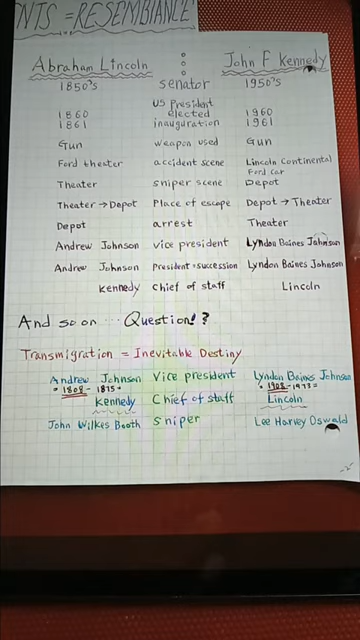 NTS = RESEMBLANCE
Abraham Lincoln : John F Kennedy
1850's senator 1950's
US President
1860 elected 1960
1861 inauguration 1961
Gun weapon used Gun
Ford theater accident scene Lincoln Continental
Ford car
Theater sniper scene Depot
Theater → Depot Place of escape Depot → Theater
Depot arrest Theater
Andrew Johnson vice president Lyndon Baines Johnson
Andrew Johnson President = succession Lyndon Baines Johnson
Kennedy Chief of staff Lincoln
And so on ... Question!?
Transmigration = Inevitable Destiny
Andrew Johnson Vice president Lyndon Baines Johnson
1808 - 1875 1908 - 1973
Kennedy Chief of staff Lincoln
John Wilkes Booth Sniper Lee Harvey Oswald